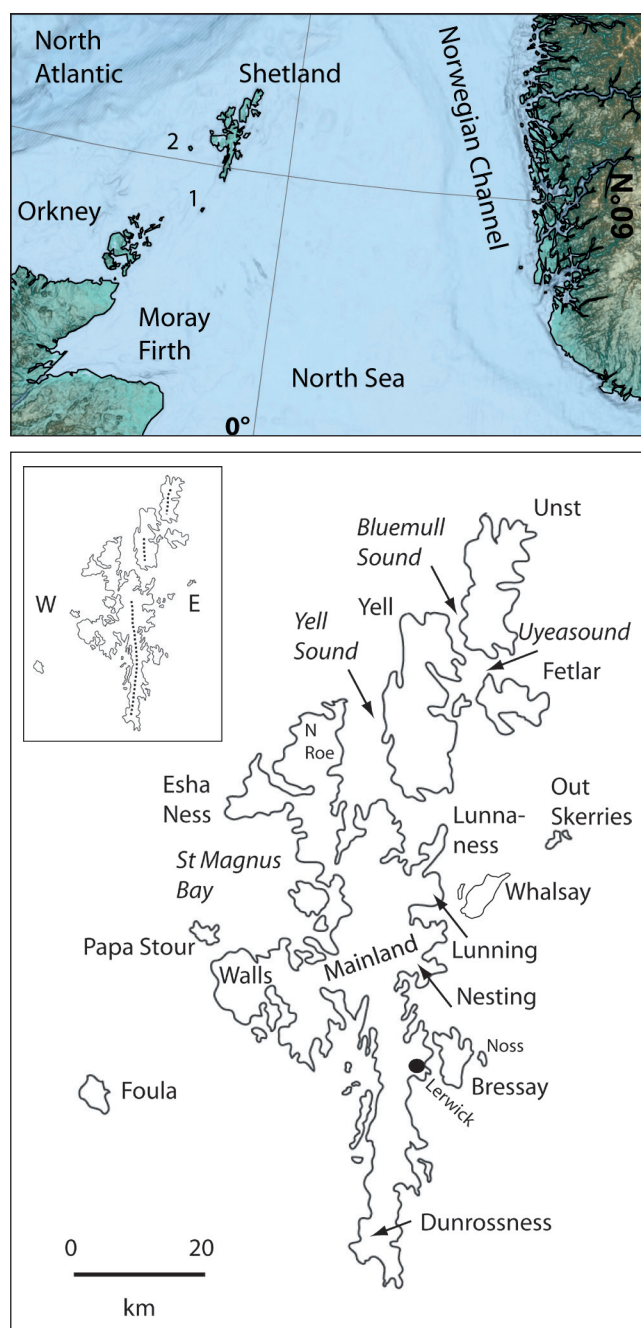 North
Atlantic
Shetland
Norwegian Channel
2
1
Orkney
60°N
Moray
Firth
North Sea
0°
W
E
Unst
Bluemull
Sound
Yell
Yell
Sound
Uyeasound
Fetlar
N
Roe
Esha
Ness
Out
Skerries
Lunna-
ness
St Magnus
Bay
Whalsay
Papa Stour
Lunning
Mainland
Walls
Nesting
Noss
Foula
Bressay
Lerwick
Dunrossness
0
20
km